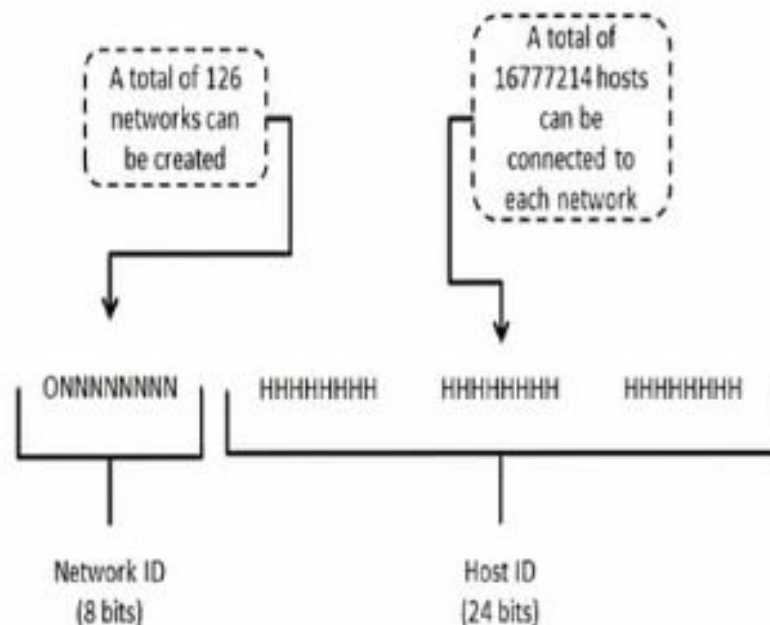 A total of 126
networks can
be created
A total of
16777214 hosts
can be
connected to
each network
ONNNNNNNN
HHHHHHHH
HHHHHHHH
HHHHHHHH
Network ID
(8 bits)
Host ID
(24 bits)